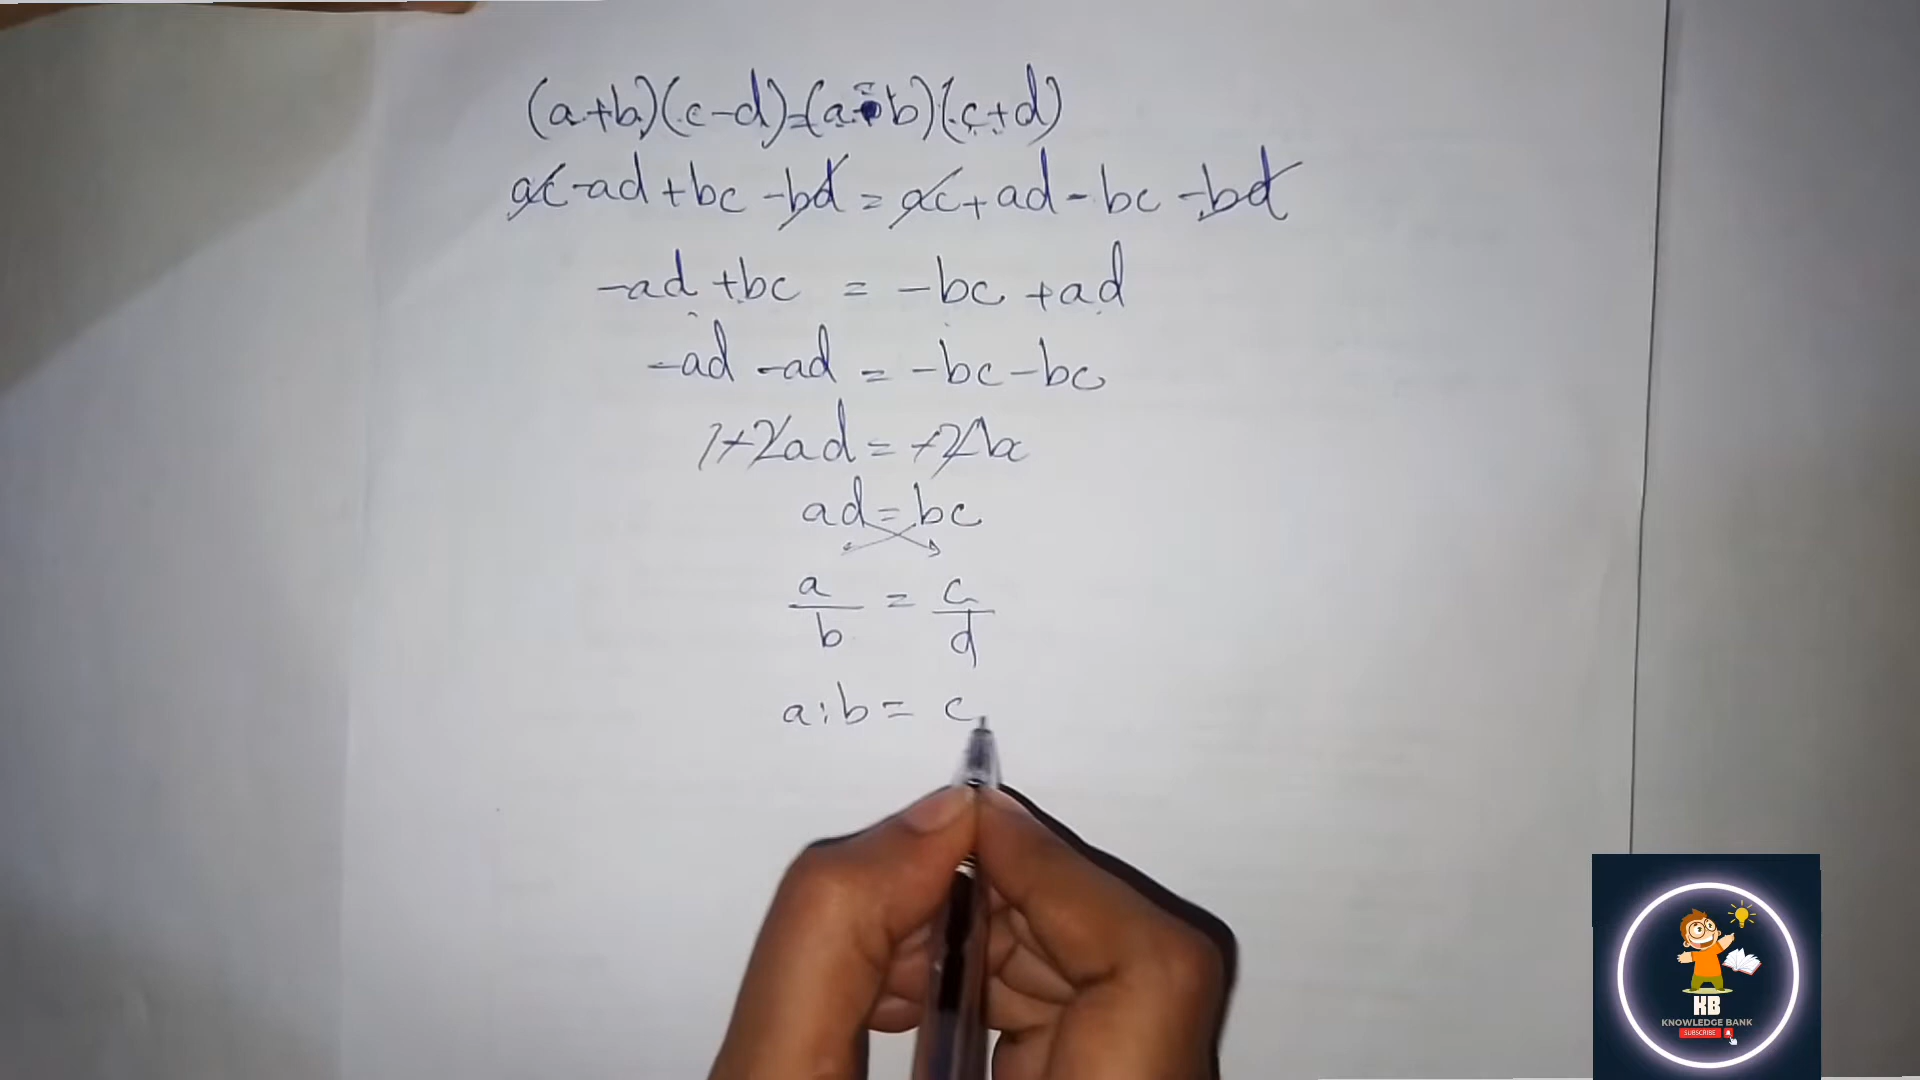 (a+b)(c-d)=(a-b)(c+d)
ac-ad+bc-bd=ac+ad-bc-bd
-ad+bc = -bc+ad
-ad-ad=-bc-bc
-2ad=-2bc
ad=bc
a/b = c/d
a:b= c
KB
KNOWLEDGE BANK
SUBSCRIBE